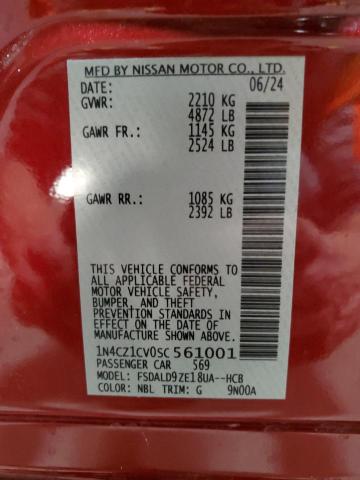 MFD BY NISSAN MOTOR CO., LTD.
DATE: 06/24
GVWR: 2210 KG
4872 LB
GAWR FR.: 1145 KG
2524 LB
GAWR RR.: 1085 KG
2392 LB
THIS VEHICLE CONFORMS TO
ALL APPLICABLE FEDERAL
MOTOR VEHICLE SAFETY,
BUMPER, AND THEFT
PREVENTION STANDARDS IN
EFFECT ON THE DATE OF
MANUFACTURE SHOWN ABOVE.
1N4CZ1CV0SC561001
PASSENGER CAR S69
MODEL: FSDALD9ZE18UA--HCB
COLOR: NBL TRIM: G 9N00A